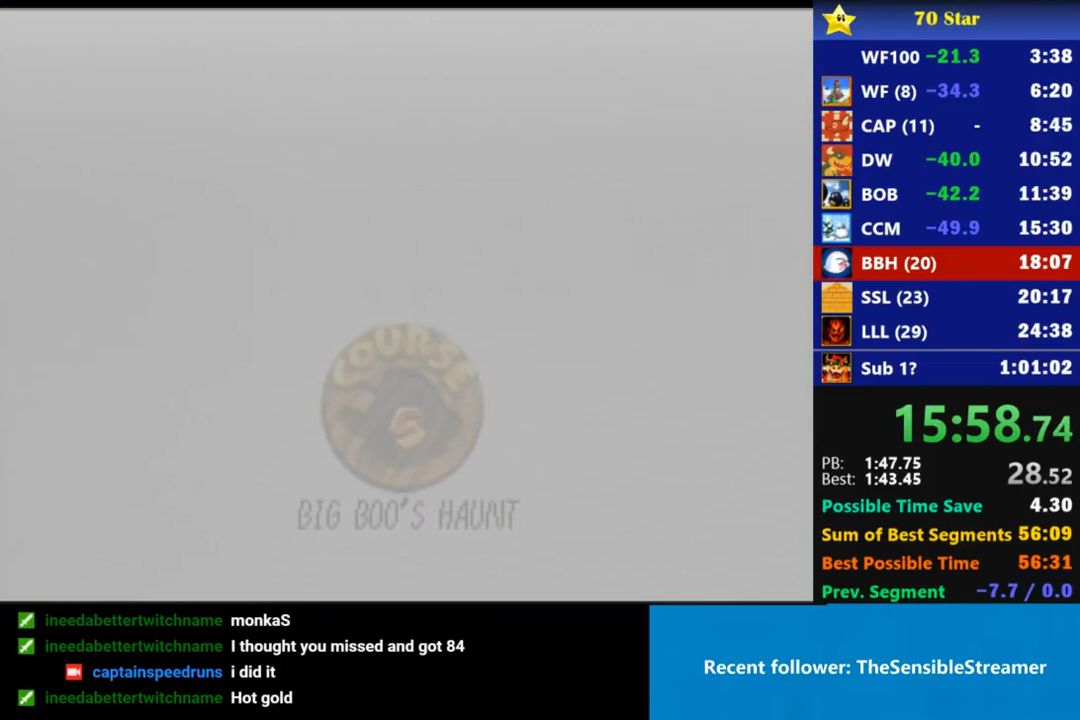 COURSE
5
BIG BOO'S HAUNT
70 Star
WF100 −21.3 3:38
WF (8) −34.3 6:20
CAP (11) - 8:45
DW −40.0 10:52
BOB −42.2 11:39
CCM −49.9 15:30
BBH (20) 18:07
SSL (23) 20:17
LLL (29) 24:38
Sub 1? 1:01:02
15:58.74
PB: 1:47.75
Best: 1:43.45
28.52
Possible Time Save 4.30
Sum of Best Segments 56:09
Best Possible Time 56:31
Prev. Segment −7.7 / 0.0
ineedabettertwitchname monkaS
ineedabettertwitchname I thought you missed and got 84
captainspeedruns i did it
ineedabettertwitchname Hot gold
Recent follower: TheSensibleStreamer